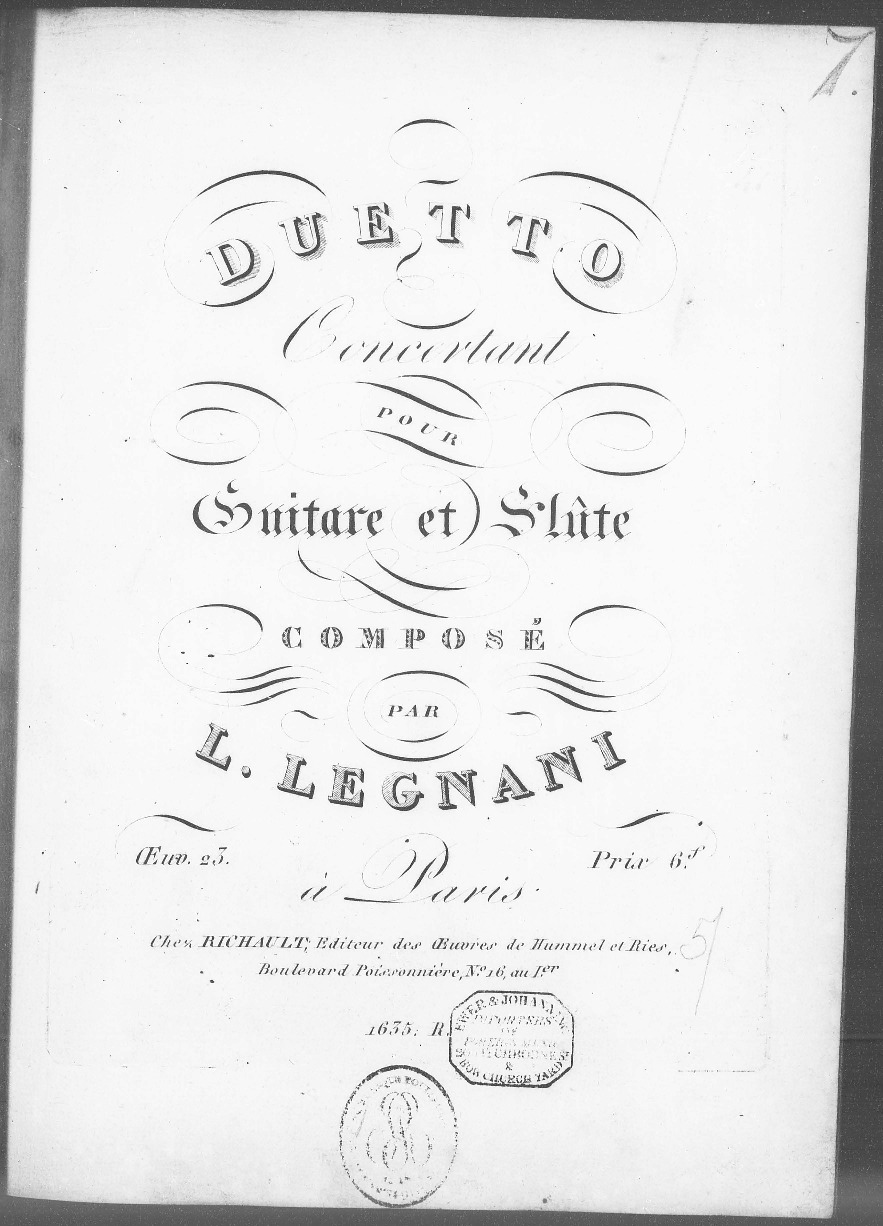 7.
DUETTO
Concertant
POUR
Guitare et Flûte
COMPOSÉ
PAR
L. LEGNANI
Œuv. 23. Prix 6.f
à Paris
Chez RICHAULT, Editeur des Œuvres de Hummel et Ries,
5
Boulevard Poissonnière, No 16, au 1er
1635. R.
EWER & JOHANNING
IMPORTERS
OF
FOREIGN MUSIC
&
BOW CHURCH YARD